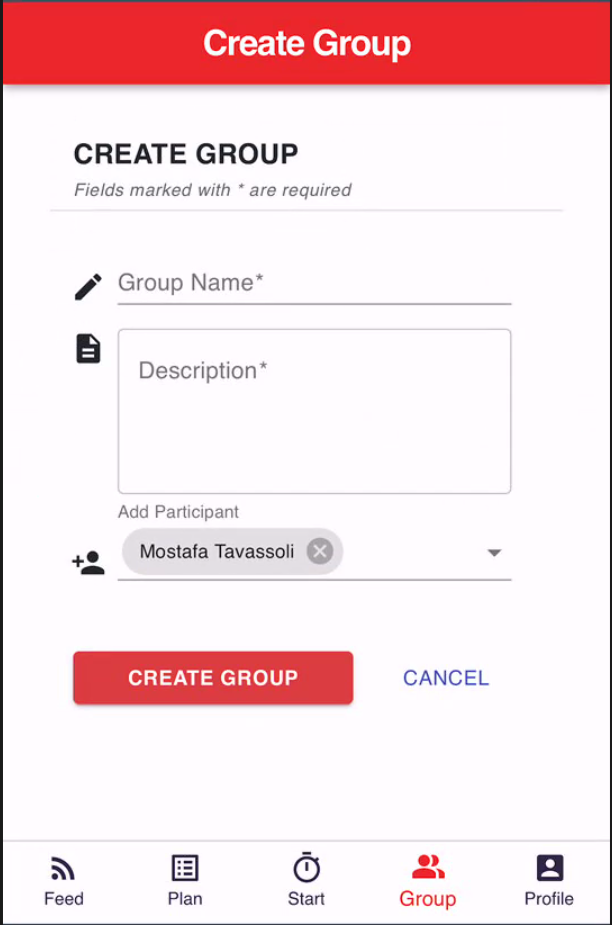 Create Group
CREATE GROUP
Fields marked with * are required
Group Name*
Description*
Add Participant
Mostafa Tavassoli
CREATE GROUP CANCEL
Feed Plan Start Group Profile